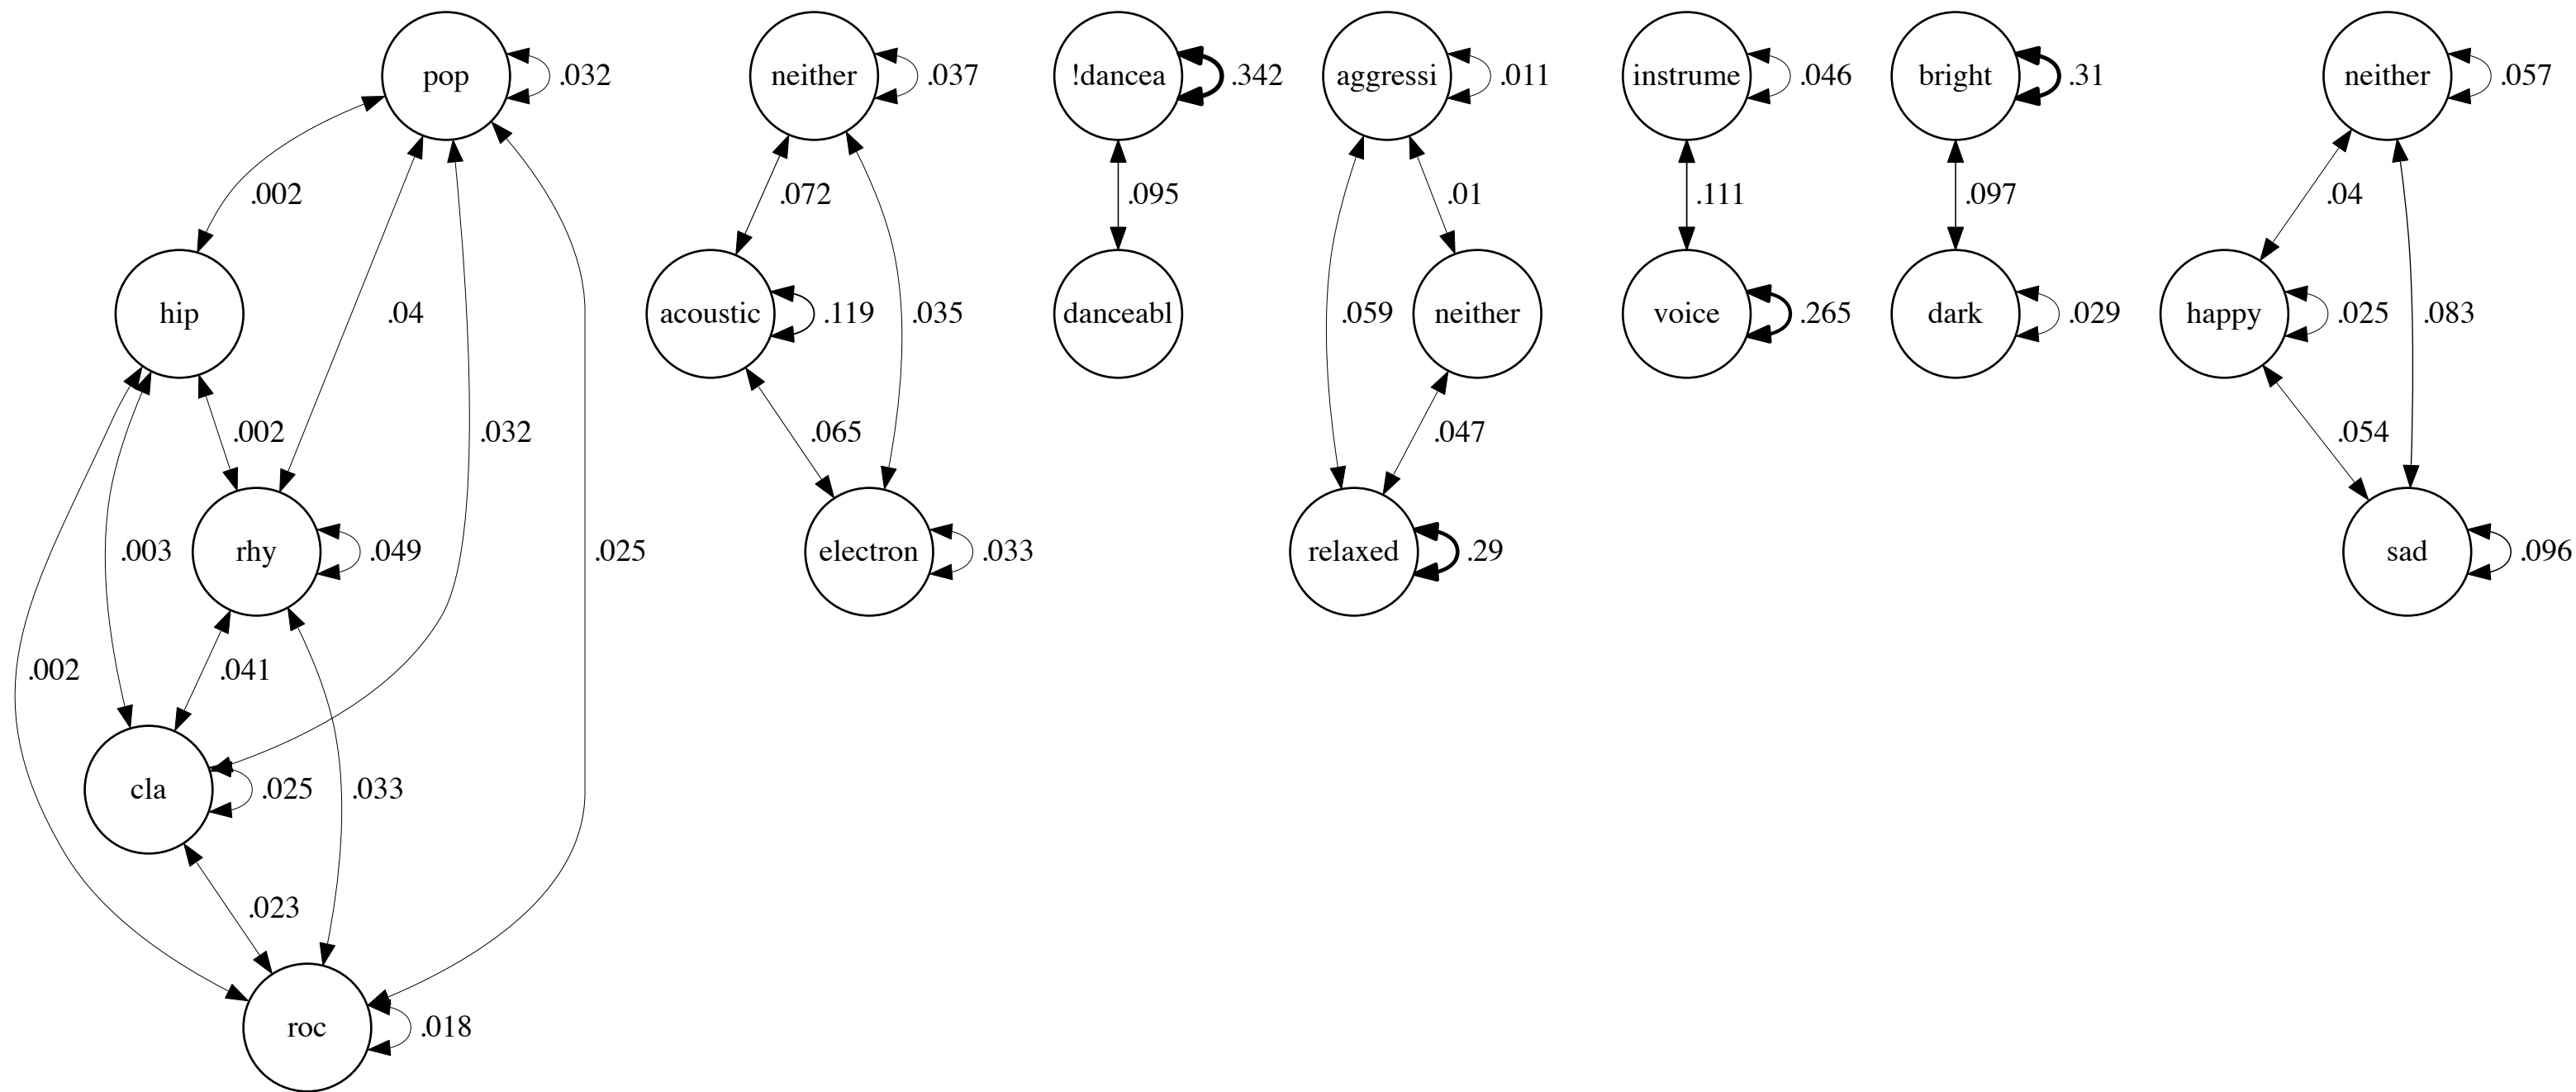 pop
.032
neither
.037
!dancea
.342
aggressi
.011
instrume
.046
bright
.31
neither
.057
.002
.072
.095
.01
.111
.097
.04
hip
.04
acoustic
.119
.035
danceabl
.059
neither
voice
.265
dark
.029
happy
.025
.083
.002
.032
.065
.047
.054
.003
rhy
.049
.025
electron
.033
relaxed
.29
sad
.096
.002
.041
cla
.025
.033
.023
roc
.018